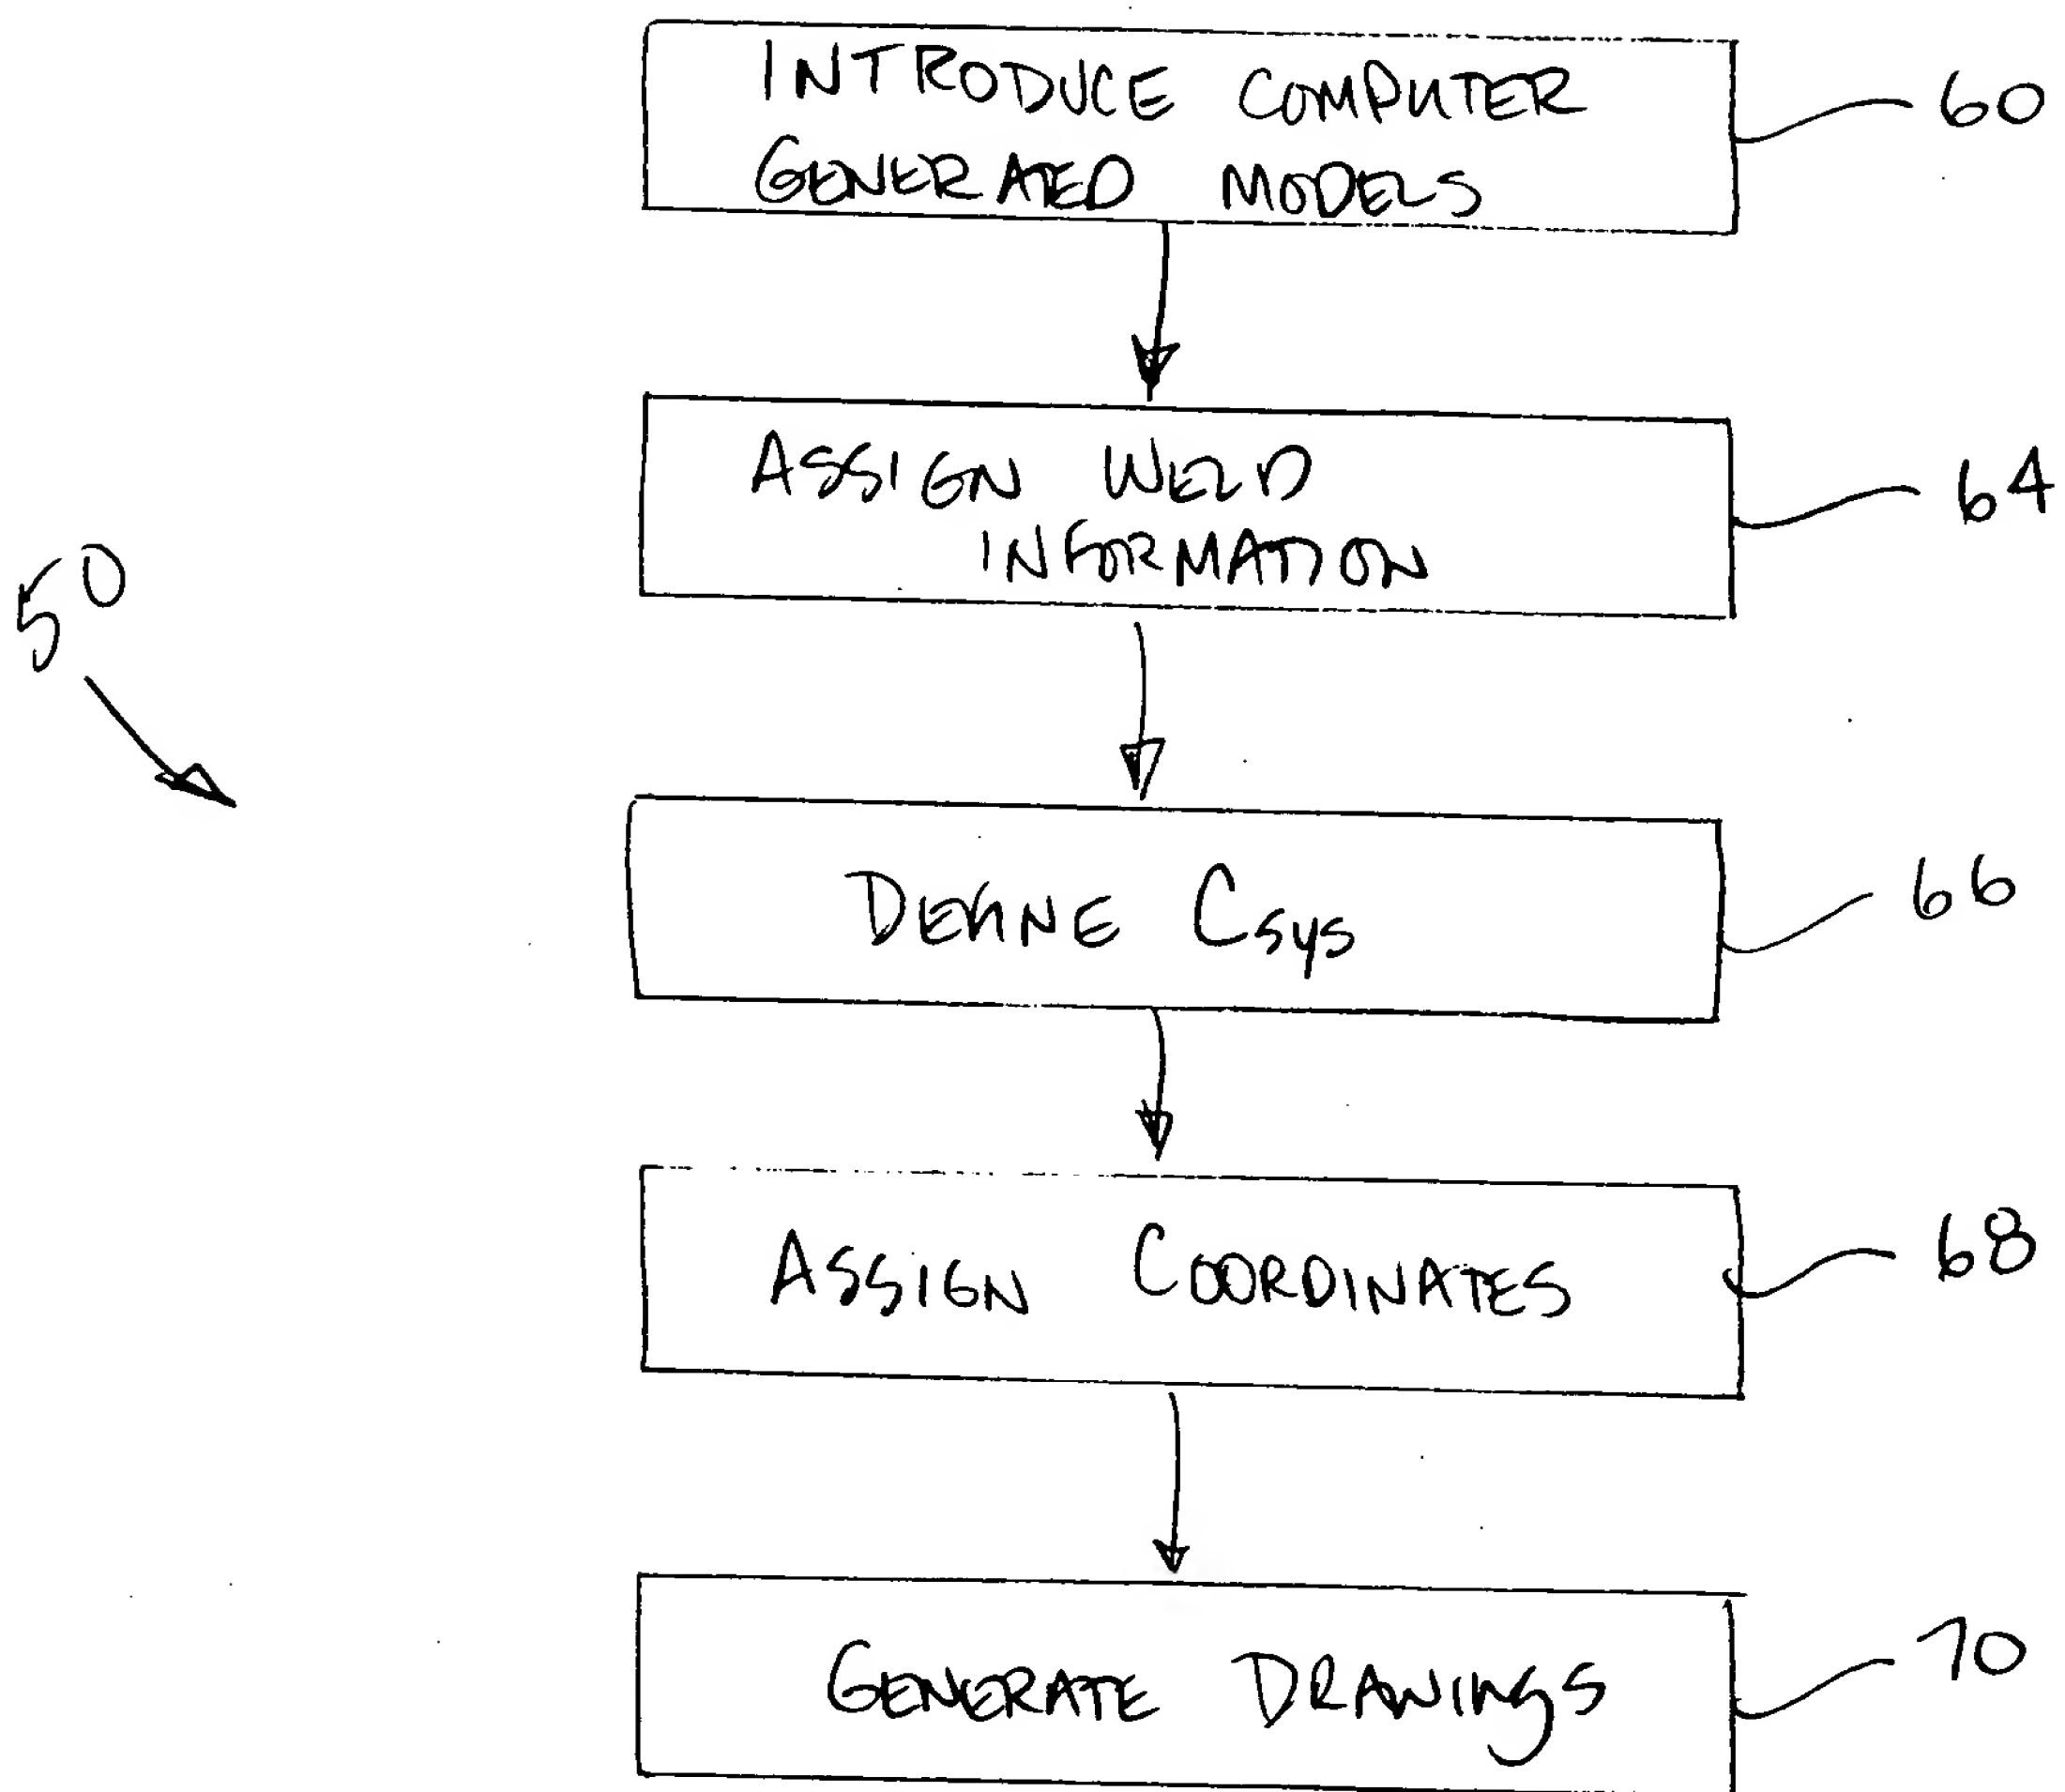 INTRODUCE COMPUTER
60
GENERATED MODELS
ASSIGN WELD
64
INFORMATION
50
DEFINE Csys
66
ASSIGN COORDINATES
68
GENERATE DRAWINGS
70